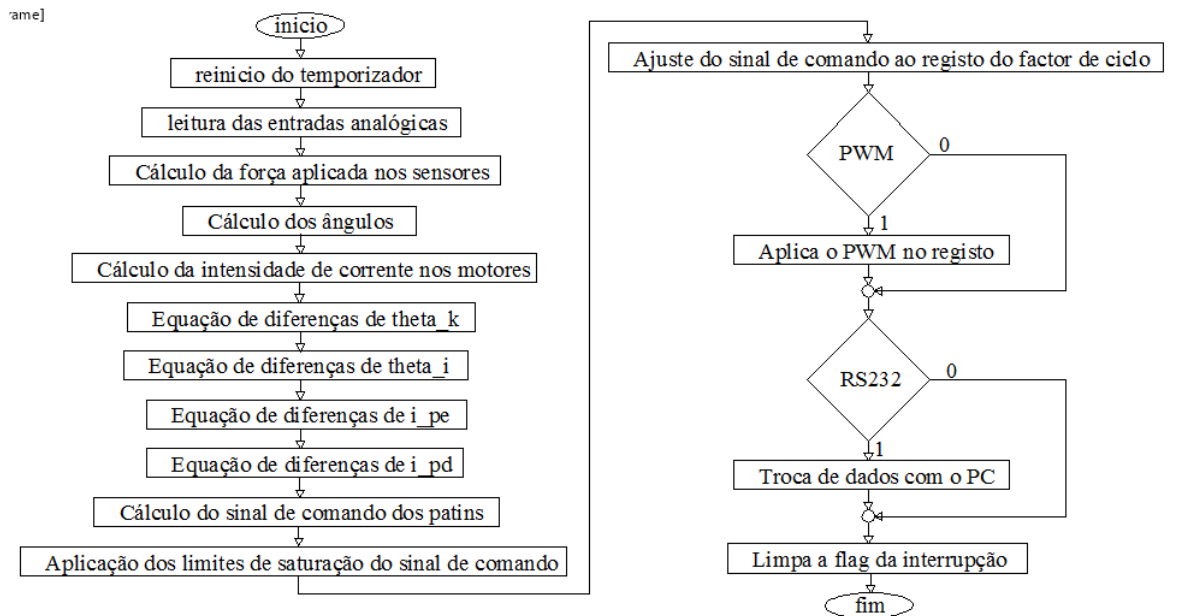 rame]
inicio
reinicio do temporizador
leitura das entradas analógicas
Cálculo da força aplicada nos sensores
Cálculo dos ângulos
Cálculo da intensidade de corrente nos motores
Equação de diferenças de theta_k
Equação de diferenças de theta_i
Equação de diferenças de i_pe
Equação de diferenças de i_pd
Cálculo do sinal de comando dos patins
Aplicação dos limites de saturação do sinal de comando
Ajuste do sinal de comando ao registo do factor de ciclo
PWM
0
1
Aplica o PWM no registo
RS232
0
1
Troca de dados com o PC
Limpa a flag da interrupção
fim